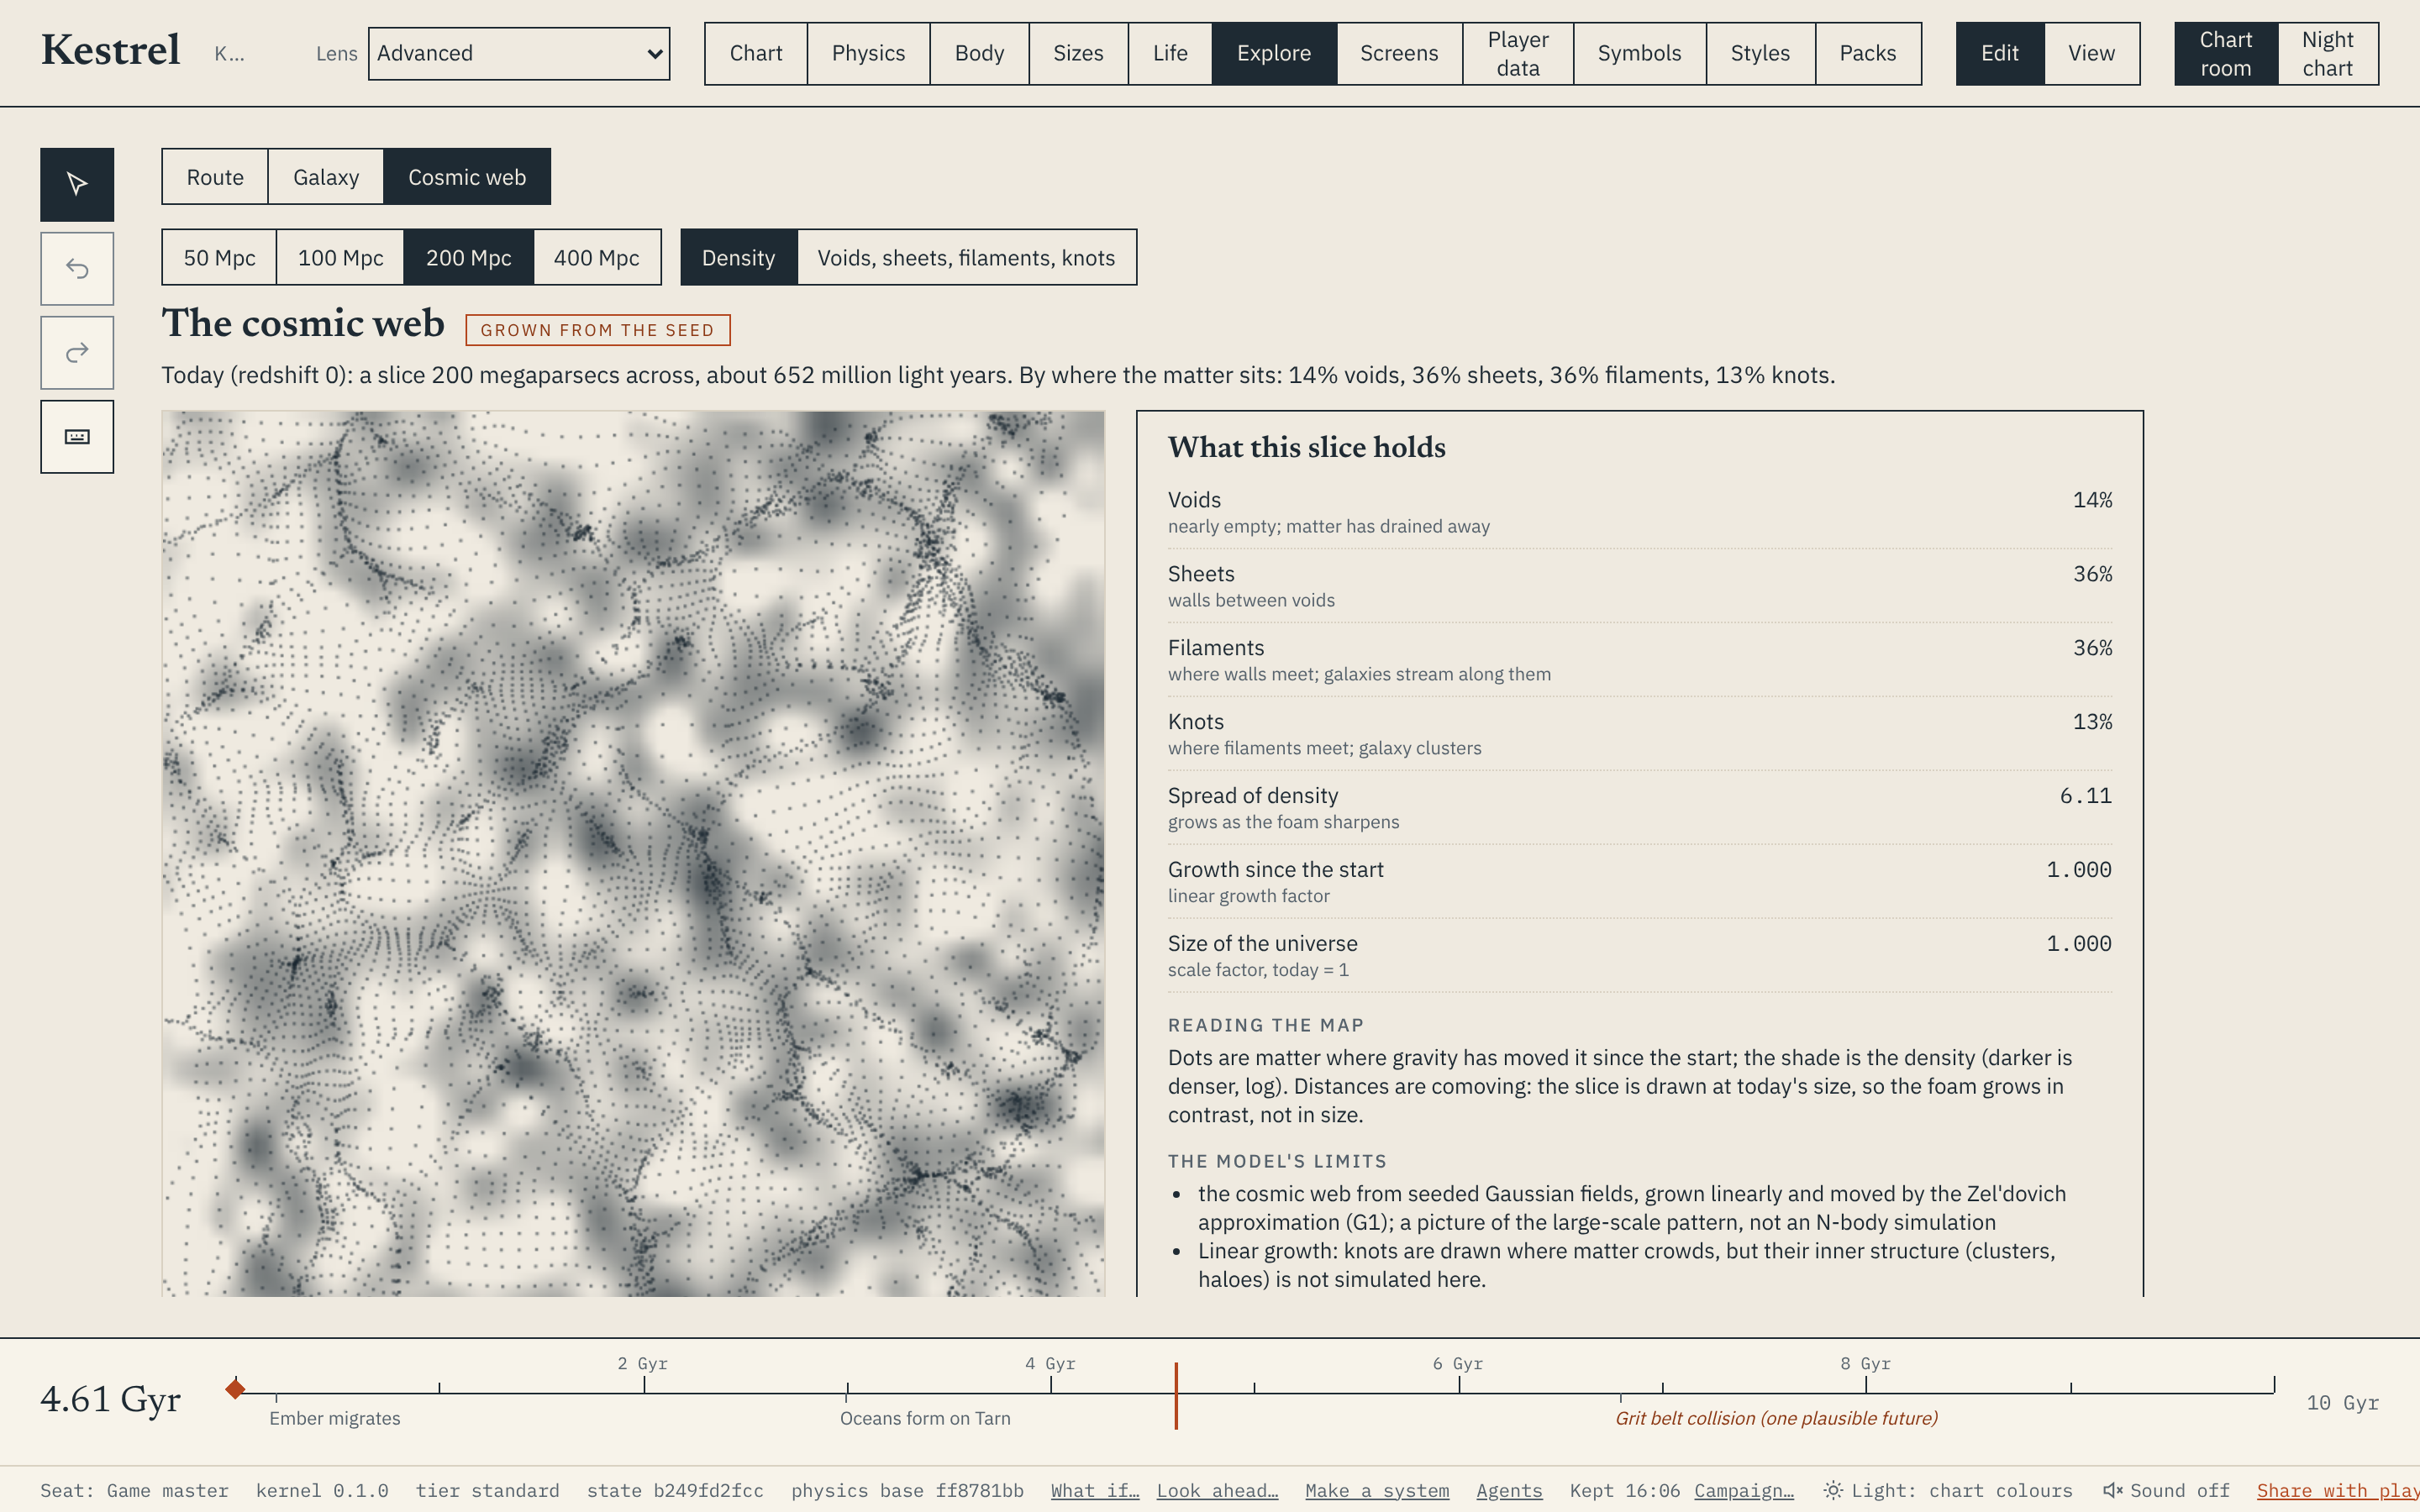 Kestrel K… Lens Advanced Chart Physics Body Sizes Life Explore Screens Player data Symbols Styles Packs Edit View Chart room Night chart
Route Galaxy Cosmic web
50 Mpc 100 Mpc 200 Mpc 400 Mpc Density Voids, sheets, filaments, knots
The cosmic web GROWN FROM THE SEED
Today (redshift 0): a slice 200 megaparsecs across, about 652 million light years. By where the matter sits: 14% voids, 36% sheets, 36% filaments, 13% knots.
What this slice holds
Voids 14%
nearly empty; matter has drained away
Sheets 36%
walls between voids
Filaments 36%
where walls meet; galaxies stream along them
Knots 13%
where filaments meet; galaxy clusters
Spread of density 6.11
grows as the foam sharpens
Growth since the start 1.000
linear growth factor
Size of the universe 1.000
scale factor, today = 1
READING THE MAP
Dots are matter where gravity has moved it since the start; the shade is the density (darker is
denser, log). Distances are comoving: the slice is drawn at today's size, so the foam grows in
contrast, not in size.
THE MODEL'S LIMITS
• the cosmic web from seeded Gaussian fields, grown linearly and moved by the Zel'dovich
approximation (G1); a picture of the large-scale pattern, not an N-body simulation
• Linear growth: knots are drawn where matter crowds, but their inner structure (clusters,
haloes) is not simulated here.
2 Gyr 4 Gyr 6 Gyr 8 Gyr
4.61 Gyr 10 Gyr
Ember migrates Oceans form on Tarn Grit belt collision (one plausible future)
Seat: Game master kernel 0.1.0 tier standard state b249fd2fcc physics base ff8781bb What if… Look ahead… Make a system Agents Kept 16:06 Campaign… Light: chart colours Sound off Share with play